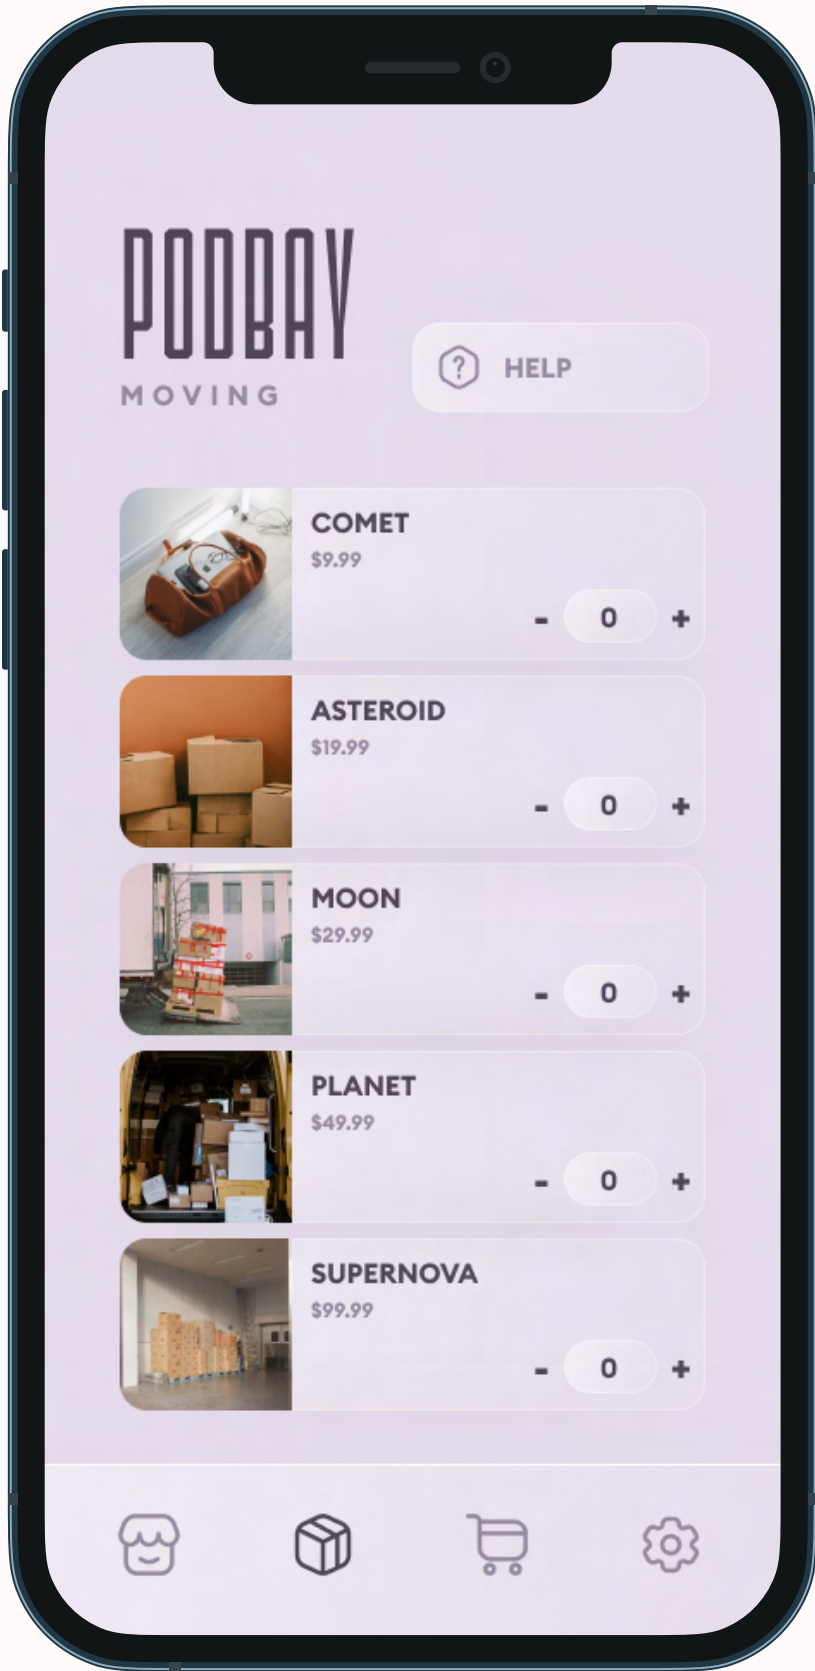 PODBAY
MOVING
HELP
COMET
$9.99
- 0 +
ASTEROID
$19.99
- 0 +
MOON
$29.99
- 0 +
PLANET
$49.99
- 0 +
SUPERNOVA
$99.99
- 0 +